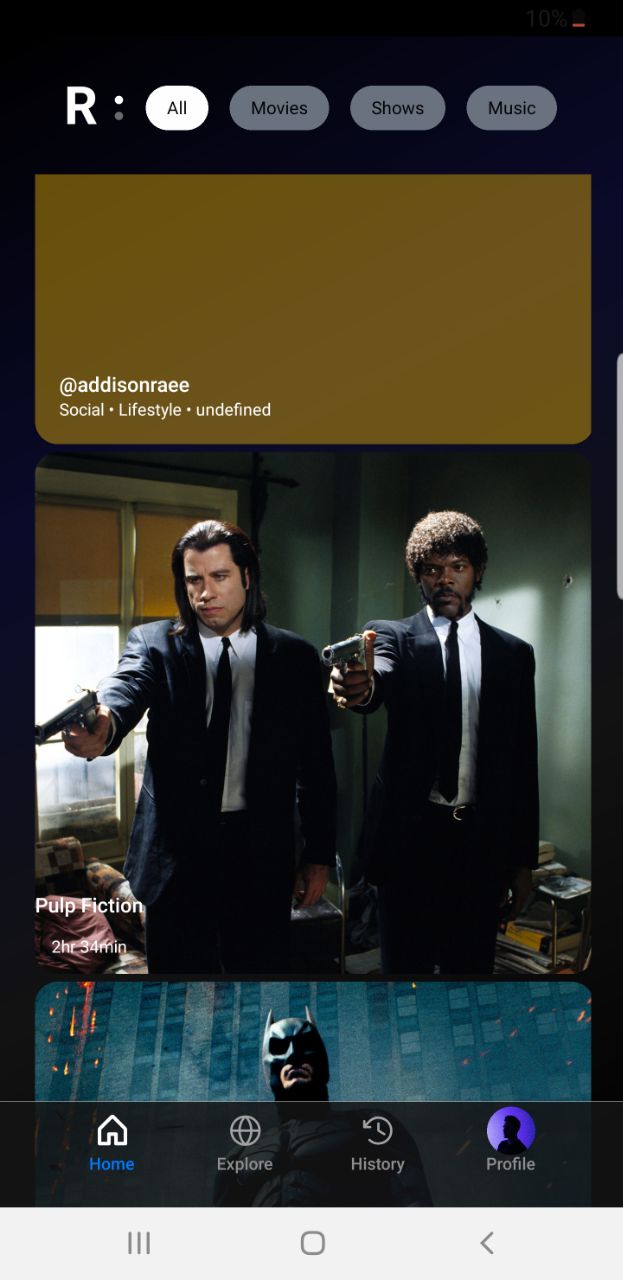 10%
R : All Movies Shows Music
@addisonraee
Social • Lifestyle • undefined
Pulp Fiction
2hr 34min
Home Explore History Profile